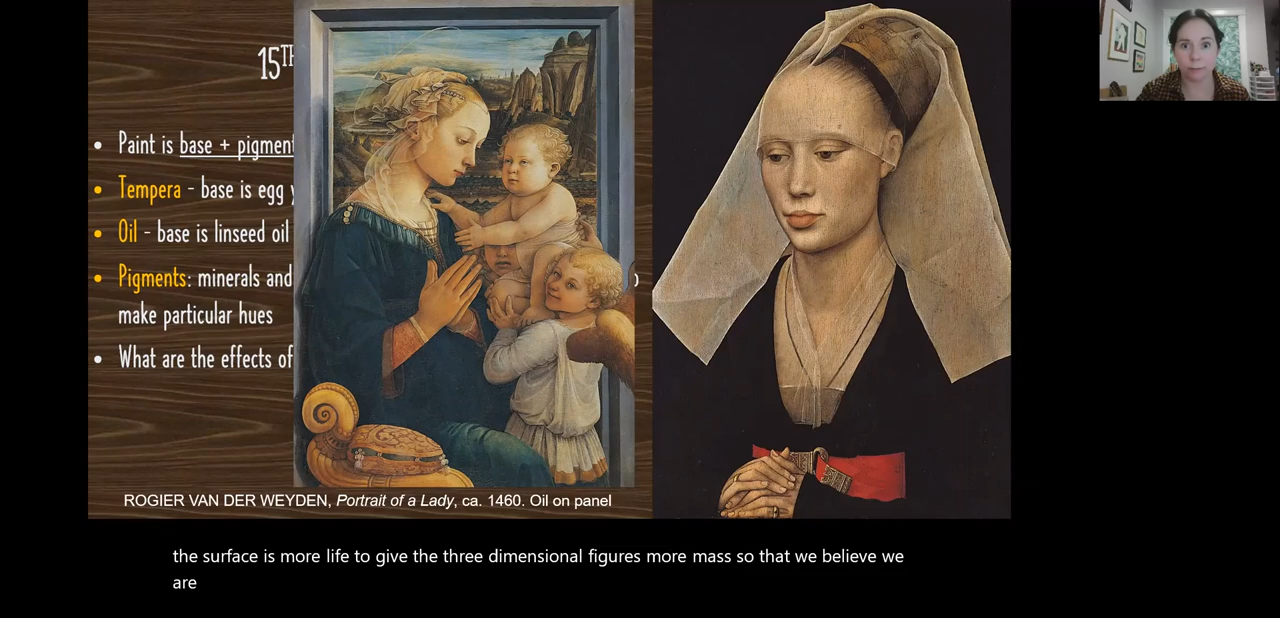 15TH
• Paint is base + pigment
• Tempera - base is egg y
• Oil - base is linseed oil
• Pigments: minerals and
make particular hues
• What are the effects of
ROGIER VAN DER WEYDEN, Portrait of a Lady, ca. 1460. Oil on panel
the surface is more life to give the three dimensional figures more mass so that we believe we
are